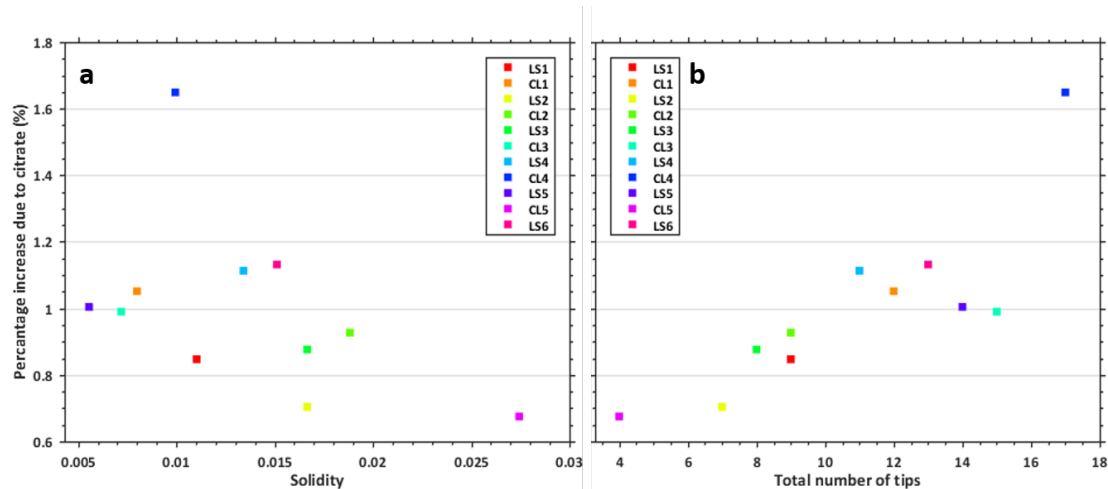 Percentage increase due to citrate (%)
1.8
1.6
1.4
1.2
1
0.8
0.6
a
LS1
CL1
LS2
CL2
LS3
CL3
LS4
CL4
LS5
CL5
LS6
0.005
0.01
0.015
0.02
0.025
0.03
Solidity
b
LS1
CL1
LS2
CL2
LS3
CL3
LS4
CL4
LS5
CL5
LS6
4
6
8
10
12
14
16
18
Total number of tips